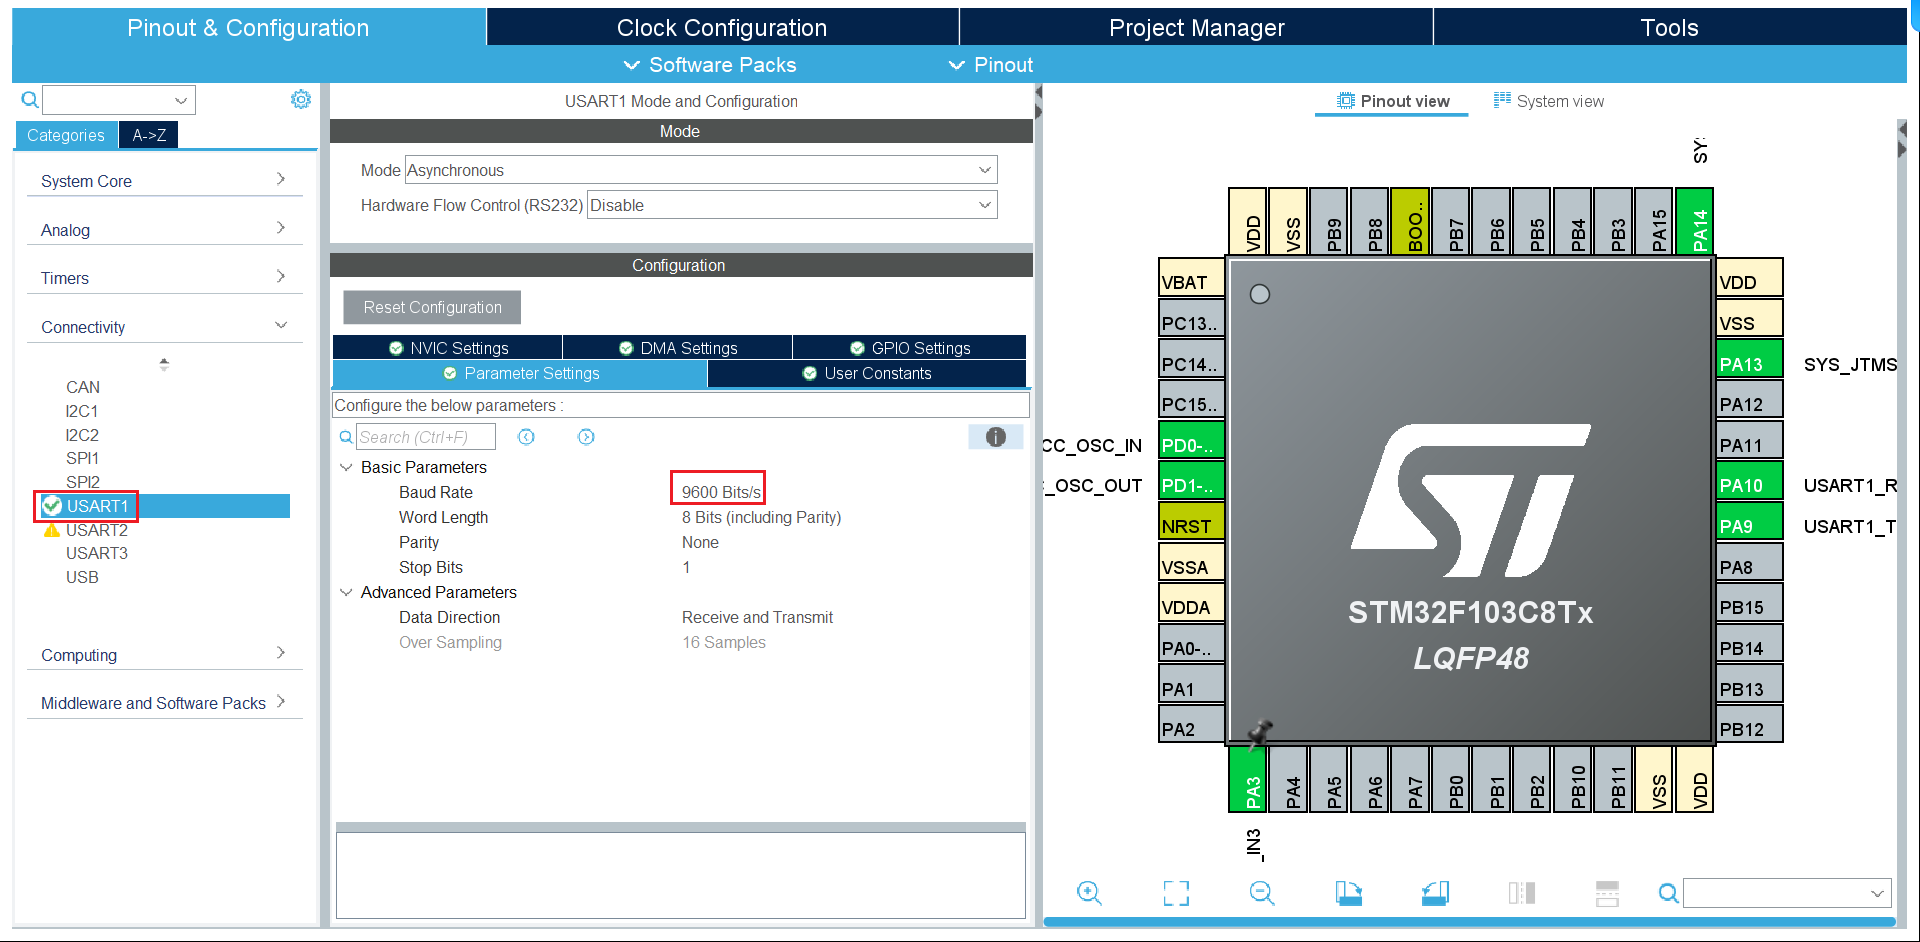 Pinout & Configuration
Clock Configuration
Project Manager
Tools
Software Packs
Pinout
Categories
A->Z
System Core
Analog
Timers
Connectivity
CAN
I2C1
I2C2
SPI1
SPI2
USART1
USART2
USART3
USB
Computing
Middleware and Software Packs
USART1 Mode and Configuration
Mode
Mode Asynchronous
Hardware Flow Control (RS232) Disable
Configuration
Reset Configuration
NVIC Settings
DMA Settings
GPIO Settings
Parameter Settings
User Constants
Configure the below parameters :
Search (Ctrl+F)
Basic Parameters
Baud Rate 9600 Bits/s
Word Length 8 Bits (including Parity)
Parity None
Stop Bits 1
Advanced Parameters
Data Direction Receive and Transmit
Over Sampling 16 Samples
Pinout view
System view
SY
VDD
VSS
PB9
PB8
BOO..
PB7
PB6
PB5
PB4
PB3
PA15
PA14
VBAT
PC13..
PC14..
PC15..
CC_OSC_IN PD0-..
C_OSC_OUT PD1-..
NRST
VSSA
VDDA
PA0-..
PA1
PA2
STM32F103C8Tx
LQFP48
VDD
VSS
PA13 SYS_JTMS
PA12
PA11
PA10 USART1_R
PA9 USART1_T
PA8
PB15
PB14
PB13
PB12
PA3
PA4
PA5
PA6
PA7
PB0
PB1
PB2
PB10
PB11
VSS
VDD
_IN3